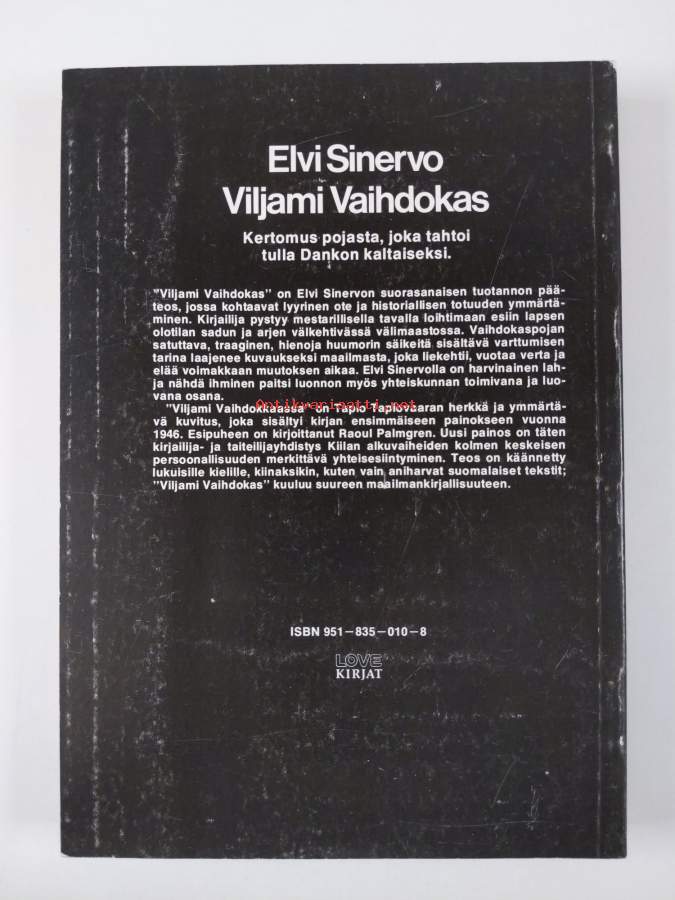 Elvi Sinervo
Viljami Vaihdokas
Kertomus pojasta, joka tahtoi
tulla Dankon kaltaiseksi.
"Viljami Vaihdokas" on Elvi Sinervon suorasanaisen tuotannon pää-
teos, jossa kohtaavat lyyrinen ote ja historiallisen totuuden ymmärtä-
minen. Kirjailija pystyy mestarillisella tavalla loihtimaan esiin lapsen
olotilan sadun ja arjen välkehtivässä välimaastossa. Vaihdokaspojan
satuttava, traaginen, hienoja huumorin säikeitä sisältävä varttumisen
tarina laajenee kuvaukseksi maailmasta, joka liekehtii, vuotaa verta ja
elää voimakkaan muutoksen aikaa. Elvi Sinervolla on harvinainen lah-
ja nähdä ihminen paitsi luonnon myös yhteiskunnan toimivana ja luo-
vana osana.
Antikvariaatti.net
"Viljami Vaihdokkaassa" on Tapio Tapiovaaran herkkä ja ymmärtä-
vä kuvitus, joka sisältyi kirjan ensimmäiseen painokseen vuonna
1946. Esipuheen on kirjoittanut Raoul Palmgren. Uusi painos on täten
kirjailija- ja taiteilijayhdistys Kiilan alkuvaiheiden kolmen keskeisen
persoonallisuuden merkittävä yhteisesiintyminen. Teos on käännetty
lukuisille kielille, kiinaksikin, kuten vain aniharvat suomalaiset tekstit;
"Viljami Vaihdokas" kuuluu suureen maailmankirjallisuuteen.
ISBN 951-835-010-8
LOVE
KIRJAT